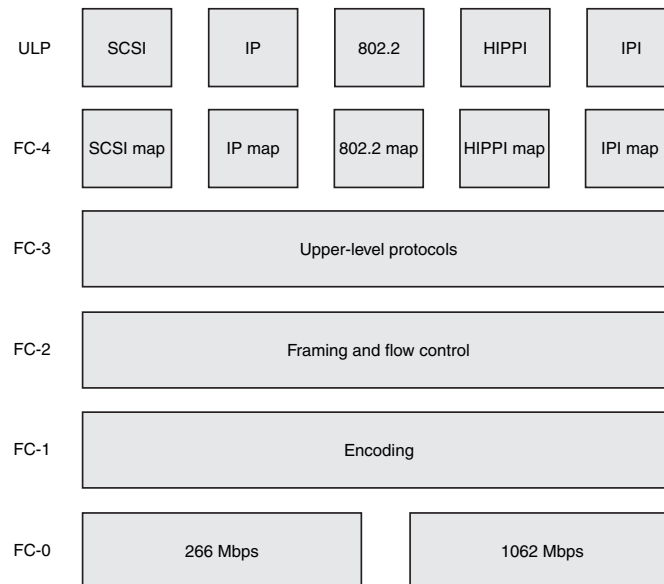 ULP SCSI IP 802.2 HIPPI IPI
FC-4 SCSI map IP map 802.2 map HIPPI map IPI map
FC-3 Upper-level protocols
FC-2 Framing and flow control
FC-1 Encoding
FC-0 266 Mbps 1062 Mbps